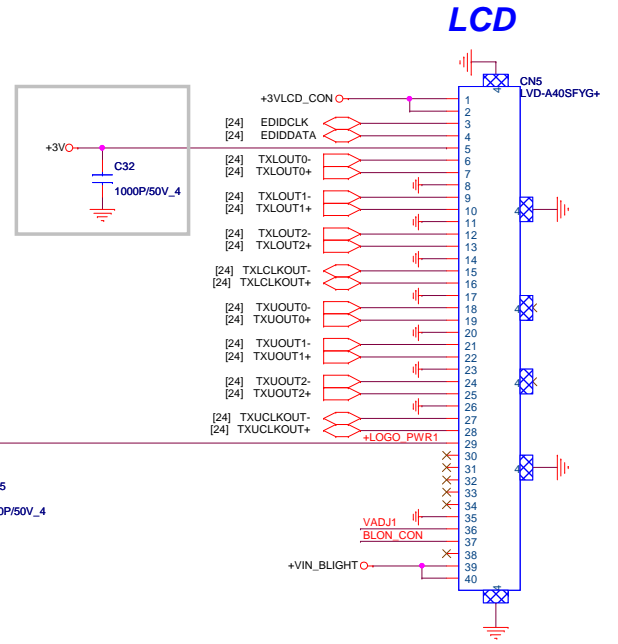 LCD
CN5
LVD-A40SFYG+
+3VLCD_CON
1
2
[24] EDIDCLK 3
[24] EDIDDATA 4
+3V 5
C32
1000P/50V_4
[24] TXLOUT0- 6
[24] TXLOUT0+ 7
8
[24] TXLOUT1- 9
[24] TXLOUT1+ 10
11
[24] TXLOUT2- 12
[24] TXLOUT2+ 13
14
[24] TXLCLKOUT- 15
[24] TXLCLKOUT+ 16
17
[24] TXUOUT0- 18
[24] TXUOUT0+ 19
20
[24] TXUOUT1- 21
[24] TXUOUT1+ 22
23
[24] TXUOUT2- 24
[24] TXUOUT2+ 25
26
[24] TXUCLKOUT- 27
[24] TXUCLKOUT+ 28
+LOGO_PWR1 29
30
31
32
33
34
35
VADJ1 36
BLON_CON 37
38
+VIN_BLIGHT 39
40
5
0P/50V_4